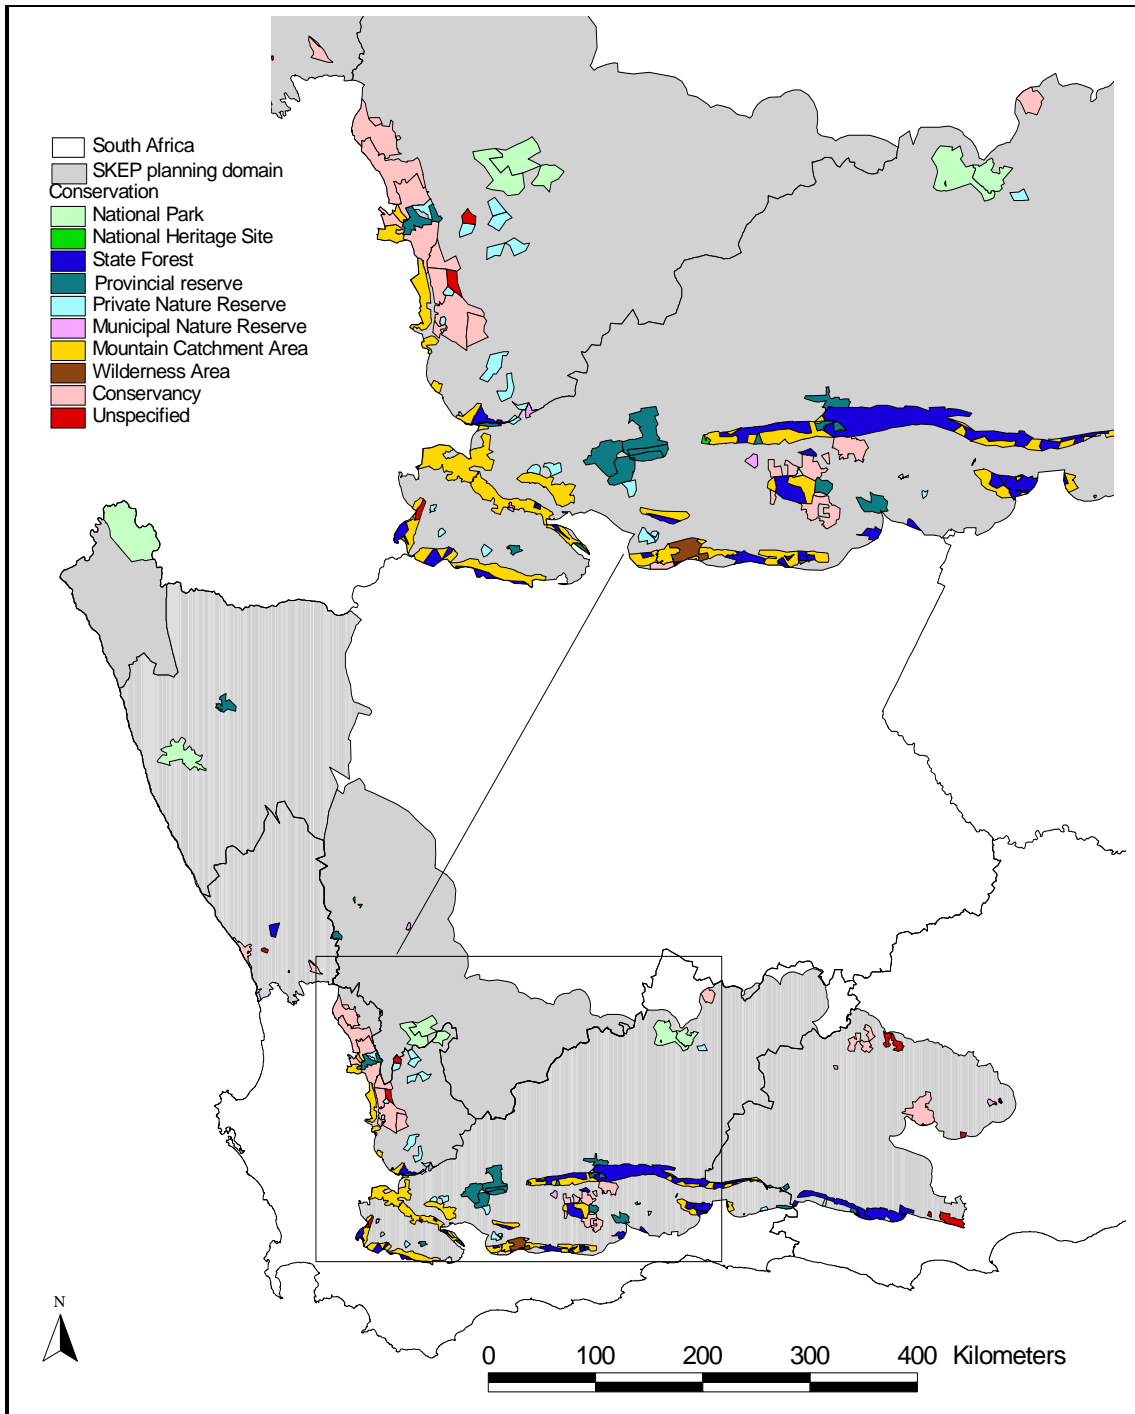 South Africa
SKEP planning domain
Conservation
National Park
National Heritage Site
State Forest
Provincial reserve
Private Nature Reserve
Municipal Nature Reserve
Mountain Catchment Area
Wilderness Area
Conservancy
Unspecified
N
0 100 200 300 400 Kilometers